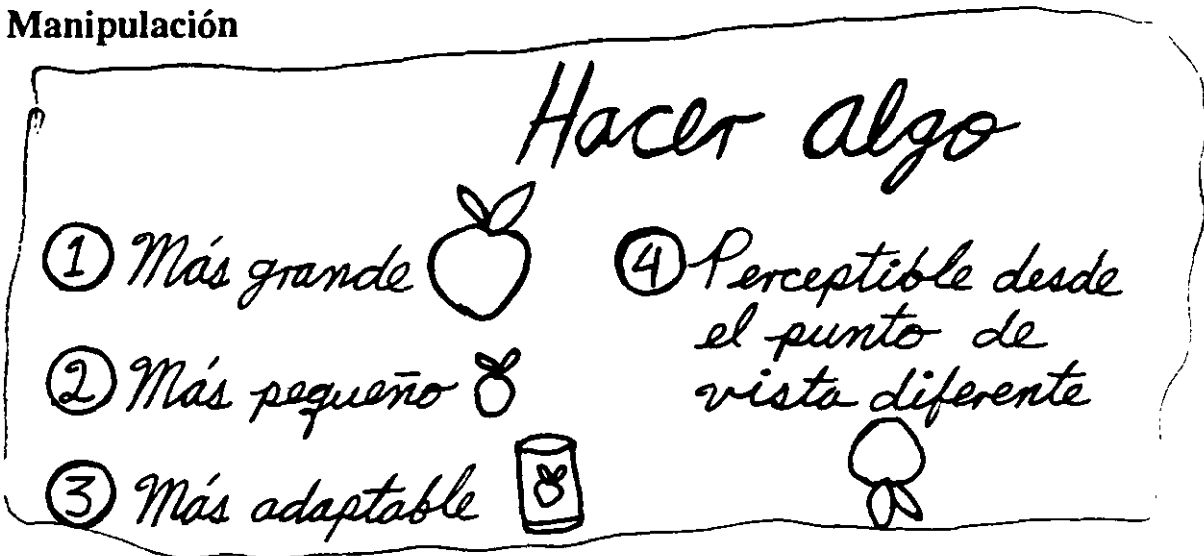 Manipulación
Hacer algo
① Más grande
② Más pequeño
③ Más adaptable
④ Perceptible desde
el punto de
vista diferente